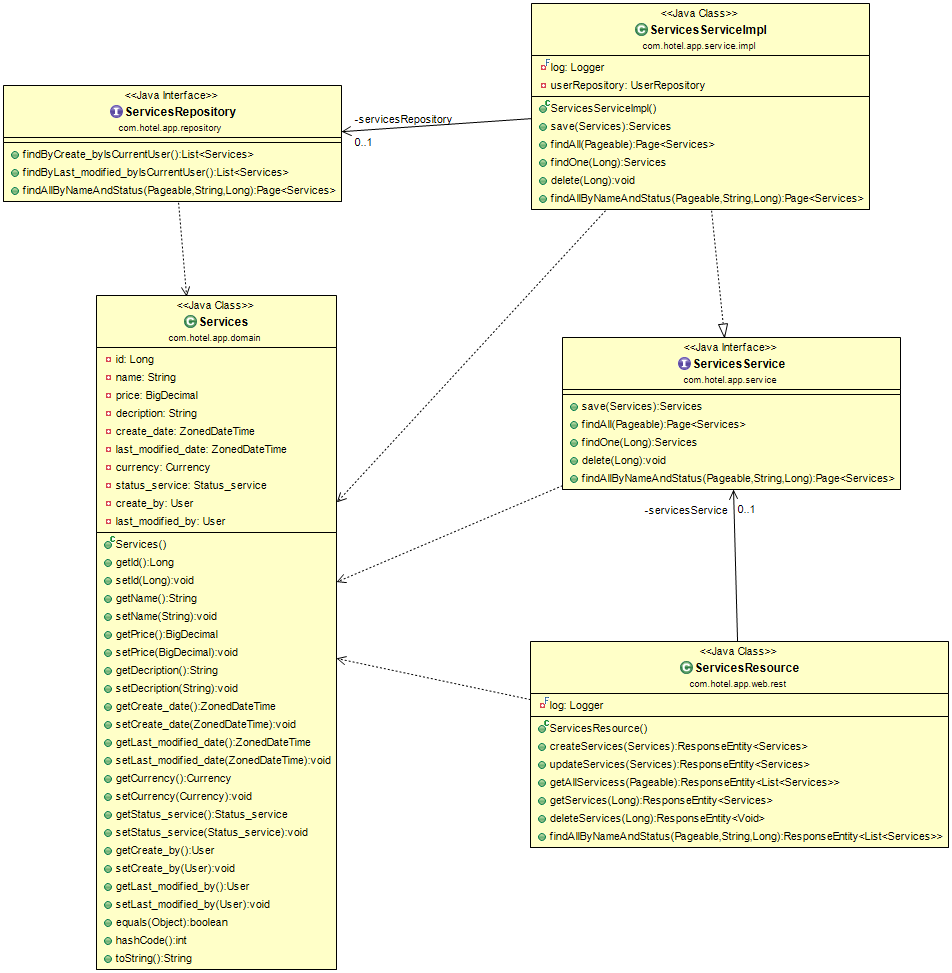 <<Java Class>>
ServicesServiceImpl
com.hotel.app.service.impl
log: Logger
userRepository: UserRepository
ServicesServiceImpl()
save(Services):Services
findAll(Pageable):Page<Services>
findOne(Long):Services
delete(Long):void
findAllByNameAndStatus(Pageable,String,Long):Page<Services>
<<Java Interface>>
ServicesRepository
com.hotel.app.repository
findByCreate_byIsCurrentUser():List<Services>
findByLast_modified_byIsCurrentUser():List<Services>
findAllByNameAndStatus(Pageable,String,Long):Page<Services>
-servicesRepository
0..1
<<Java Class>>
Services
com.hotel.app.domain
id: Long
name: String
price: BigDecimal
decription: String
create_date: ZonedDateTime
last_modified_date: ZonedDateTime
currency: Currency
status_service: Status_service
create_by: User
last_modified_by: User
Services()
getId():Long
setId(Long):void
getName():String
setName(String):void
getPrice():BigDecimal
setPrice(BigDecimal):void
getDecription():String
setDecription(String):void
getCreate_date():ZonedDateTime
setCreate_date(ZonedDateTime):void
getLast_modified_date():ZonedDateTime
setLast_modified_date(ZonedDateTime):void
getCurrency():Currency
setCurrency(Currency):void
getStatus_service():Status_service
setStatus_service(Status_service):void
getCreate_by():User
setCreate_by(User):void
getLast_modified_by():User
setLast_modified_by(User):void
equals(Object):boolean
hashCode():int
toString():String
<<Java Interface>>
ServicesService
com.hotel.app.service
save(Services):Services
findAll(Pageable):Page<Services>
findOne(Long):Services
delete(Long):void
findAllByNameAndStatus(Pageable,String,Long):Page<Services>
-servicesService
0..1
<<Java Class>>
ServicesResource
com.hotel.app.web.rest
log: Logger
ServicesResource()
createServices(Services):ResponseEntity<Services>
updateServices(Services):ResponseEntity<Services>
getAllServicess(Pageable):ResponseEntity<List<Services>>
getServices(Long):ResponseEntity<Services>
deleteServices(Long):ResponseEntity<Void>
findAllByNameAndStatus(Pageable,String,Long):ResponseEntity<List<Services>>